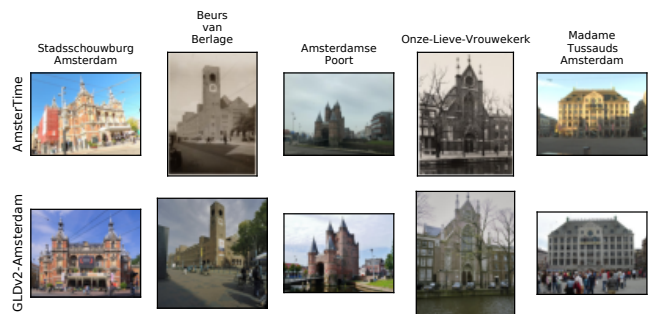 Stadsschouwburg
Amsterdam
Beurs
van
Berlage
Amsterdamse
Poort
Onze-Lieve-Vrouwekerk
Madame
Tussauds
Amsterdam
AmsterTime
GLDv2-Amsterdam